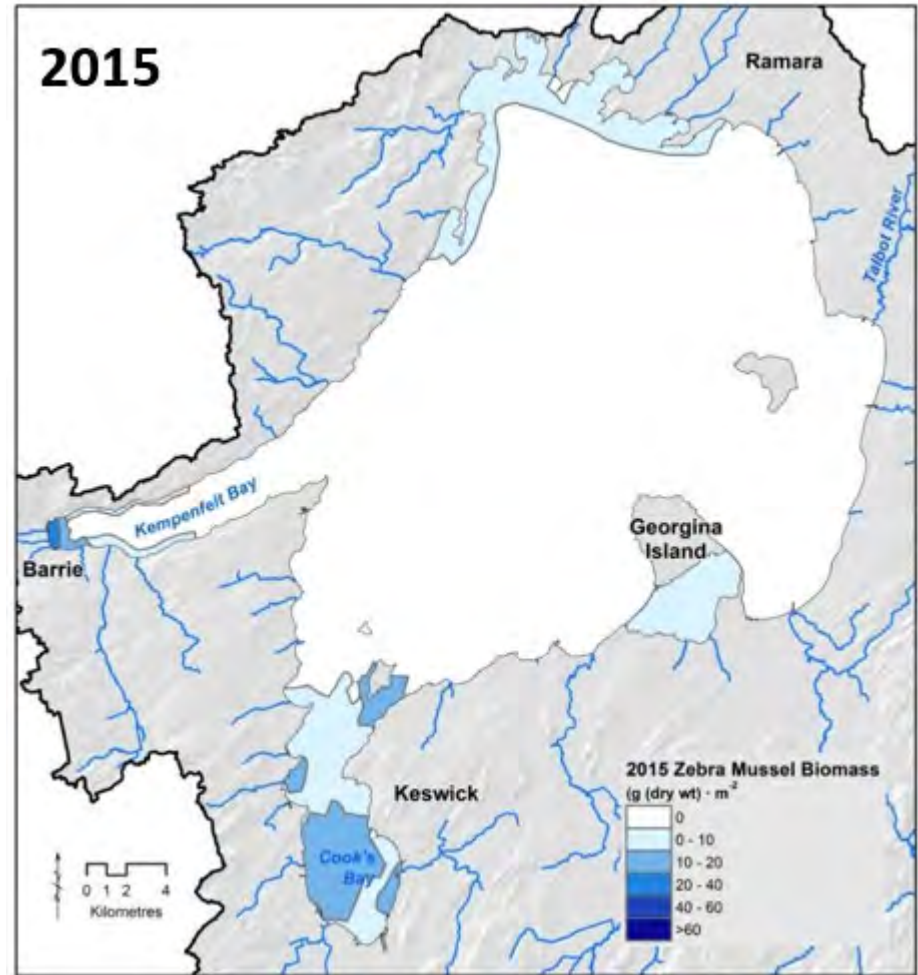 2015
Ramara
Talbot River
Kempenfelt Bay
Georgina
Island
Barrie
Keswick
Cook's
Bay
2015 Zebra Mussel Biomass
(g (dry wt) · m⁻²
0
0 - 10
10 - 20
20 - 40
40 - 60
>60
0 1 2 4
Kilometres